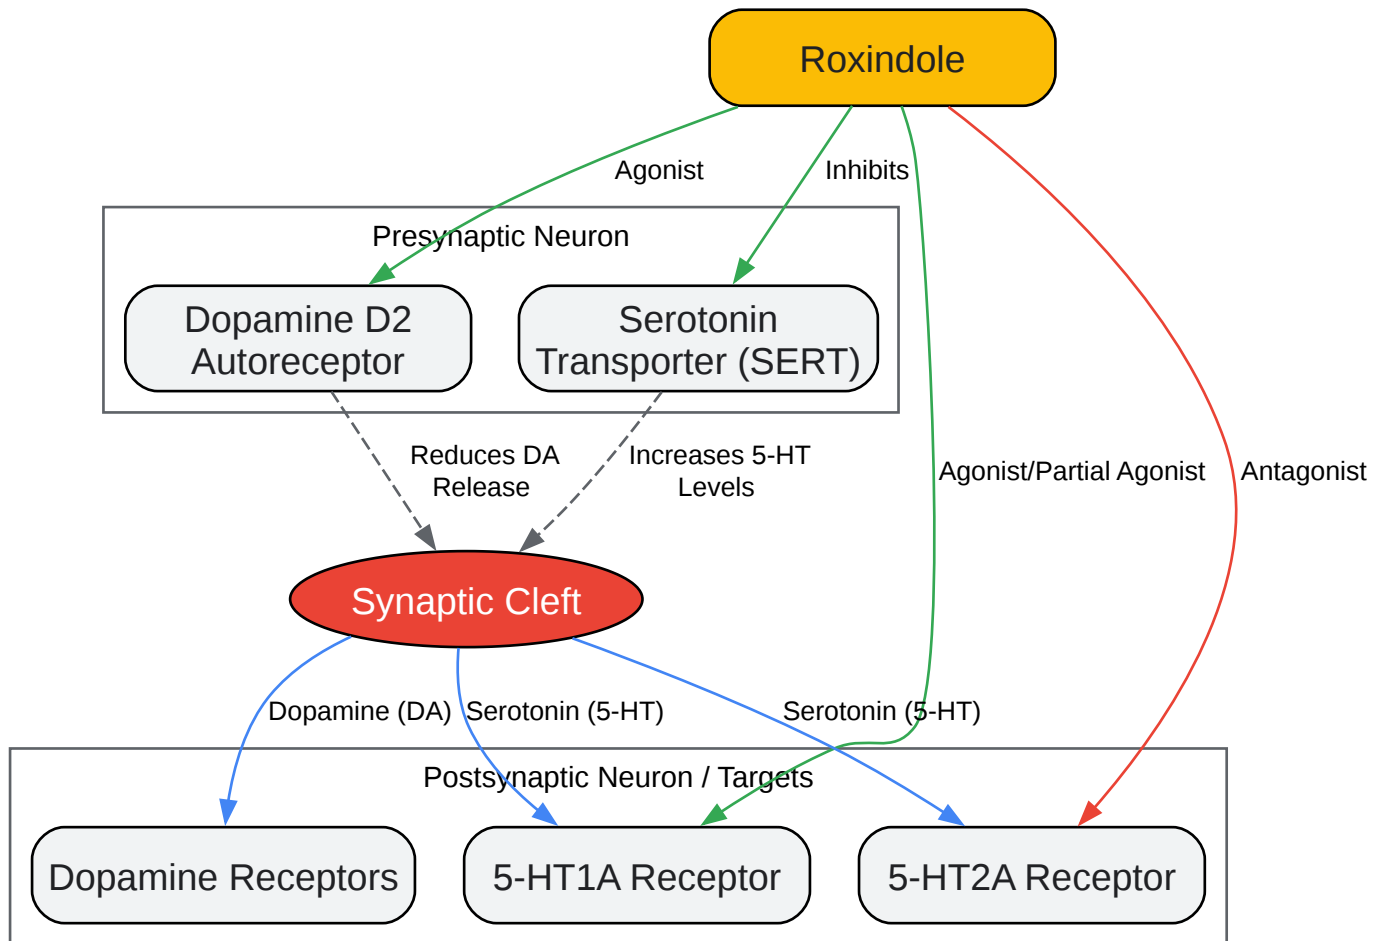 Roxindole
Agonist
Inhibits
Presynaptic Neuron
Dopamine D2
Autoreceptor
Serotonin
Transporter (SERT)
Reduces DA
Release
Increases 5-HT
Levels
Agonist/Partial Agonist
Antagonist
Synaptic Cleft
Dopamine (DA)
Serotonin (5-HT)
Serotonin (5-HT)
Postsynaptic Neuron / Targets
Dopamine Receptors
5-HT1A Receptor
5-HT2A Receptor